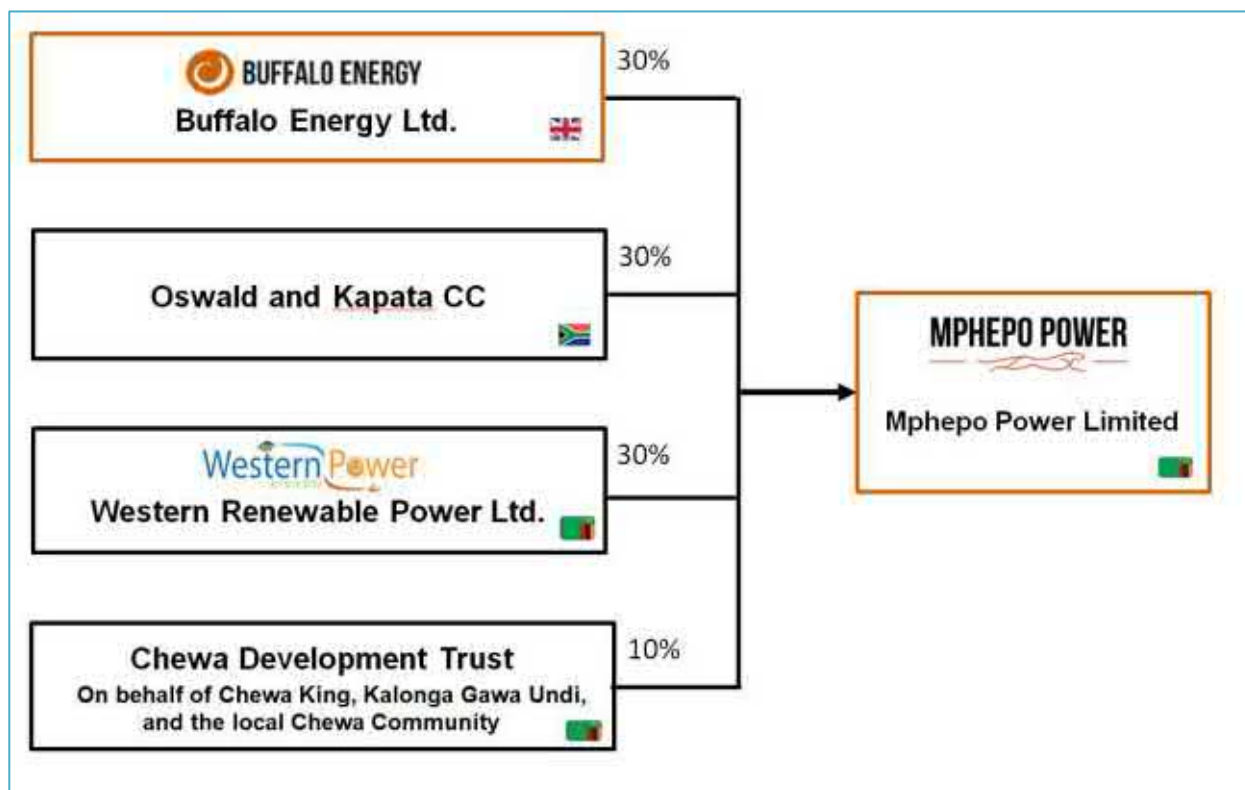 BUFFALO ENERGY
Buffalo Energy Ltd.
30%
Oswald and Kapata CC
30%
Western Power
Western Renewable Power Ltd.
30%
Chewa Development Trust
On behalf of Chewa King, Kalonga Gawa Undi,
and the local Chewa Community
10%
MPHEPO POWER
Mphepo Power Limited